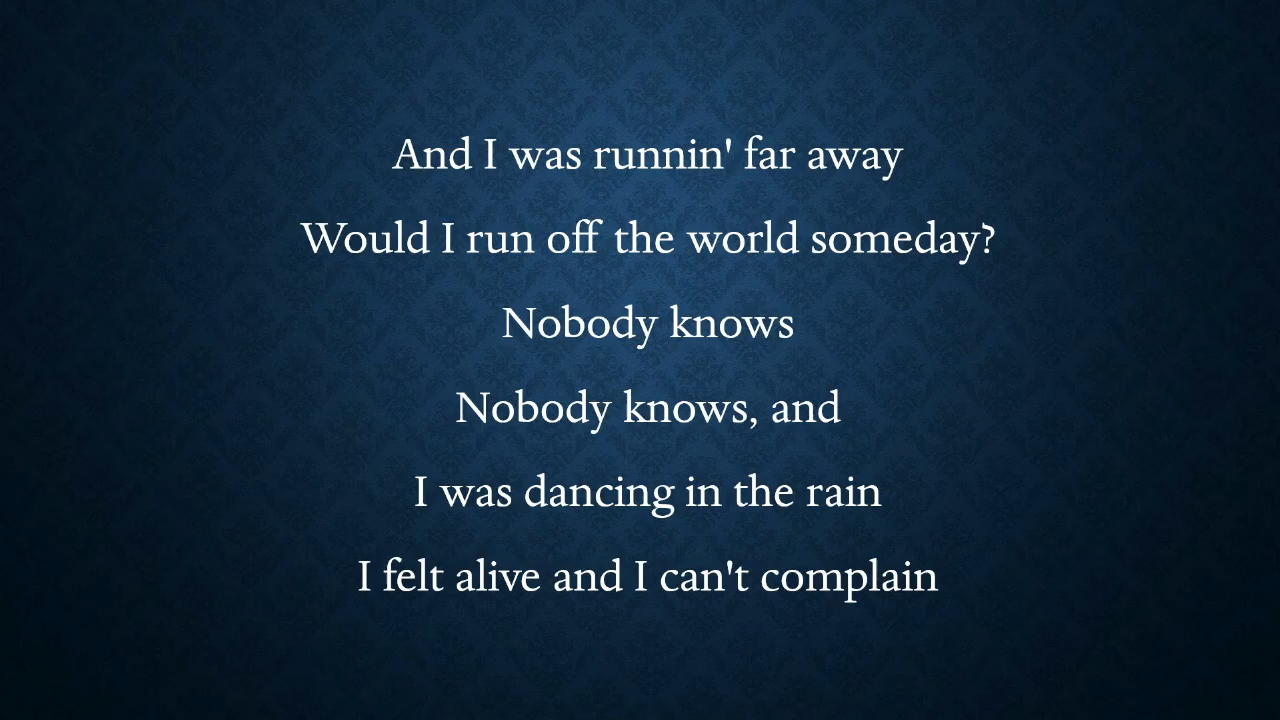 And I was runnin' far away
Would I run off the world someday?
Nobody knows
Nobody knows, and
I was dancing in the rain
I felt alive and I can't complain